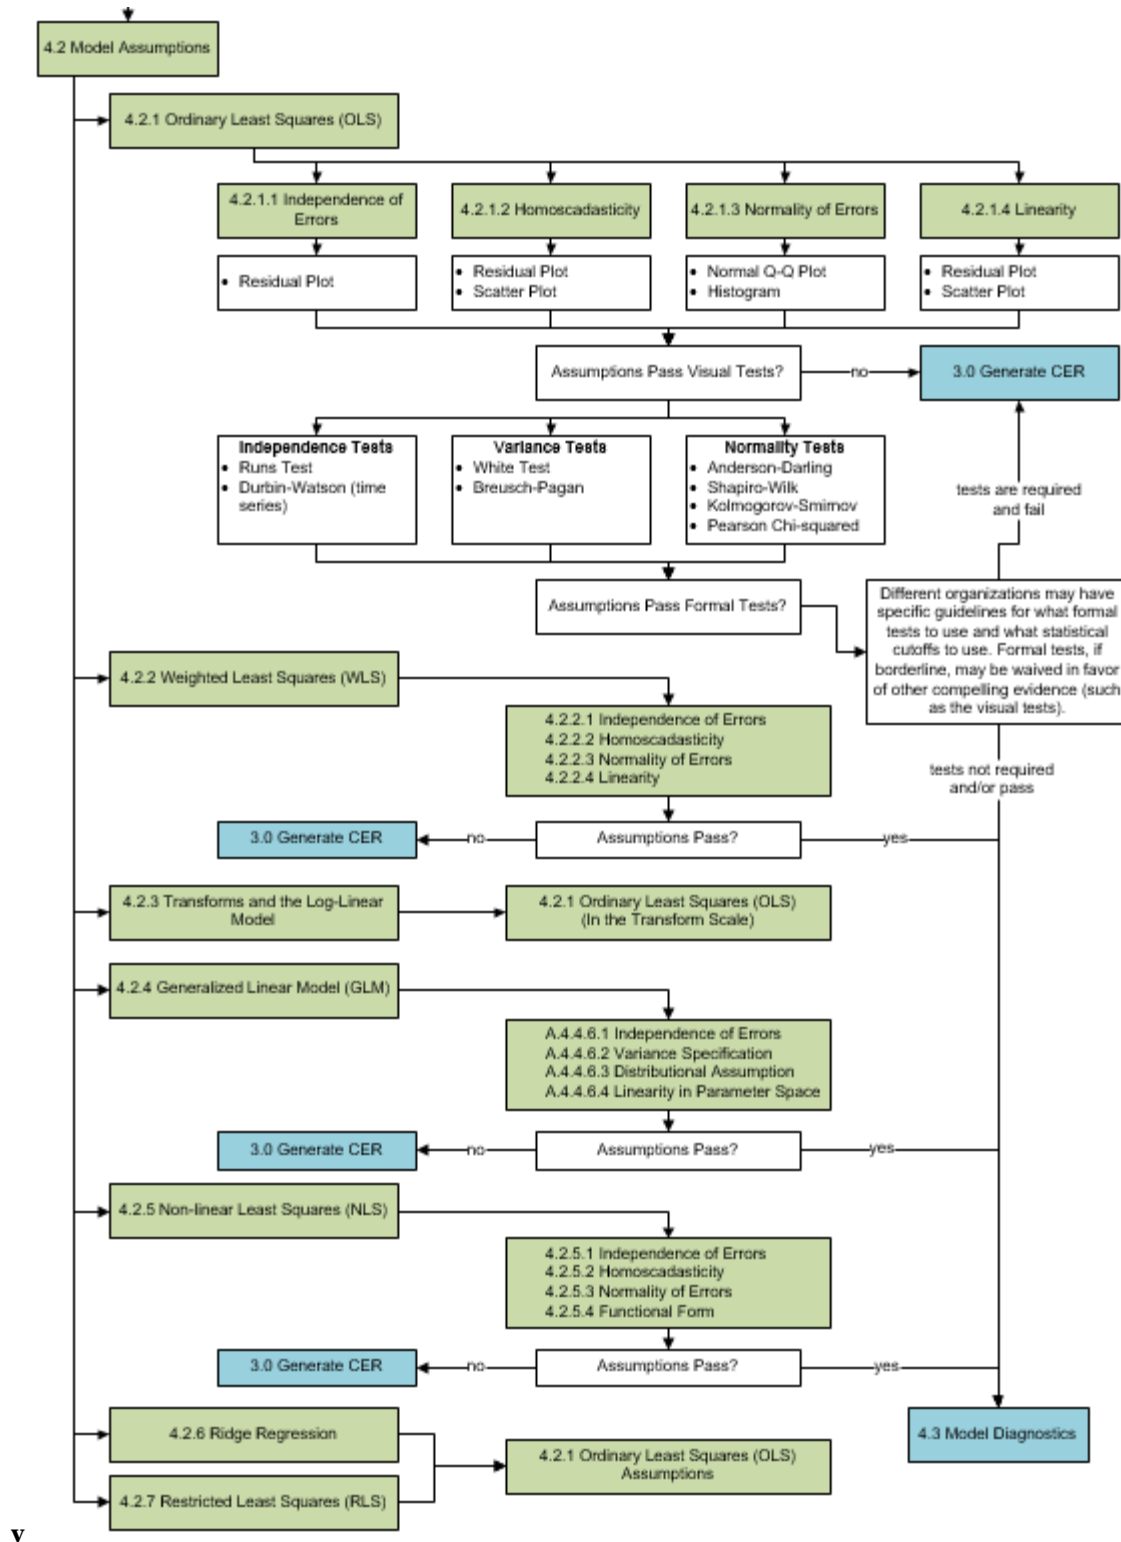 4.2 Model Assumptions
4.2.1 Ordinary Least Squares (OLS)
4.2.1.1 Independence of
Errors
4.2.1.2 Homoscadasticity
4.2.1.3 Normality of Errors
4.2.1.4 Linearity
• Residual Plot
• Residual Plot
• Scatter Plot
• Normal Q-Q Plot
• Histogram
• Residual Plot
• Scatter Plot
Assumptions Pass Visual Tests?
no
3.0 Generate CER
Independence Tests
• Runs Test
• Durbin-Watson (time
series)
Variance Tests
• White Test
• Breusch-Pagan
Normality Tests
• Anderson-Darling
• Shapiro-Wilk
• Kolmogorov-Smirnov
• Pearson Chi-squared
tests are required
and fail
Assumptions Pass Formal Tests?
Different organizations may have
specific guidelines for what formal
tests to use and what statistical
cutoffs to use. Formal tests, if
borderline, may be waived in favor
of other compelling evidence (such
as the visual tests).
4.2.2 Weighted Least Squares (WLS)
4.2.2.1 Independence of Errors
4.2.2.2 Homoscadasticity
4.2.2.3 Normality of Errors
4.2.2.4 Linearity
tests not required
and/or pass
3.0 Generate CER
no
Assumptions Pass?
yes
4.2.3 Transforms and the Log-Linear
Model
4.2.1 Ordinary Least Squares (OLS)
(In the Transform Scale)
4.2.4 Generalized Linear Model (GLM)
A.4.4.6.1 Independence of Errors
A.4.4.6.2 Variance Specification
A.4.4.6.3 Distributional Assumption
A.4.4.6.4 Linearity in Parameter Space
3.0 Generate CER
no
Assumptions Pass?
yes
4.2.5 Non-linear Least Squares (NLS)
4.2.5.1 Independence of Errors
4.2.5.2 Homoscadasticity
4.2.5.3 Normality of Errors
4.2.5.4 Functional Form
3.0 Generate CER
no
Assumptions Pass?
yes
4.2.6 Ridge Regression
4.2.1 Ordinary Least Squares (OLS)
Assumptions
4.3 Model Diagnostics
4.2.7 Restricted Least Squares (RLS)
v